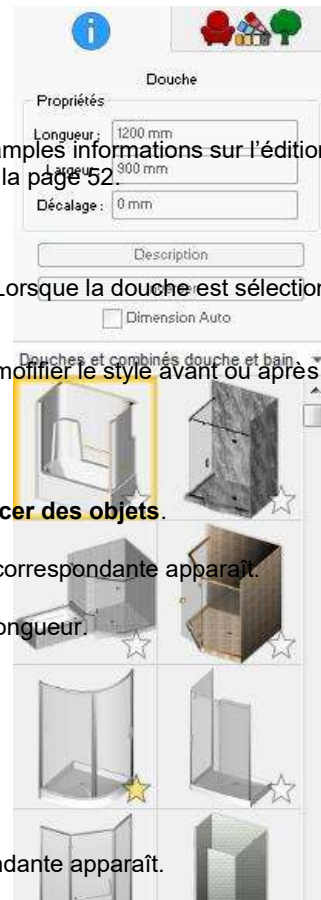 Douche
Propriétés
Longueur : 1200 mm
amples informations sur l'édition
Largeur : 900 mm
la page 52.
Décalage : 0 mm
Description
Lorsque la douche est sélection
Dimension Auto
Douches et combinés douche et bain
mofifier le style avant ou après
cer des objets.
correspondante apparaît.
ongueur.
ndante apparaît.